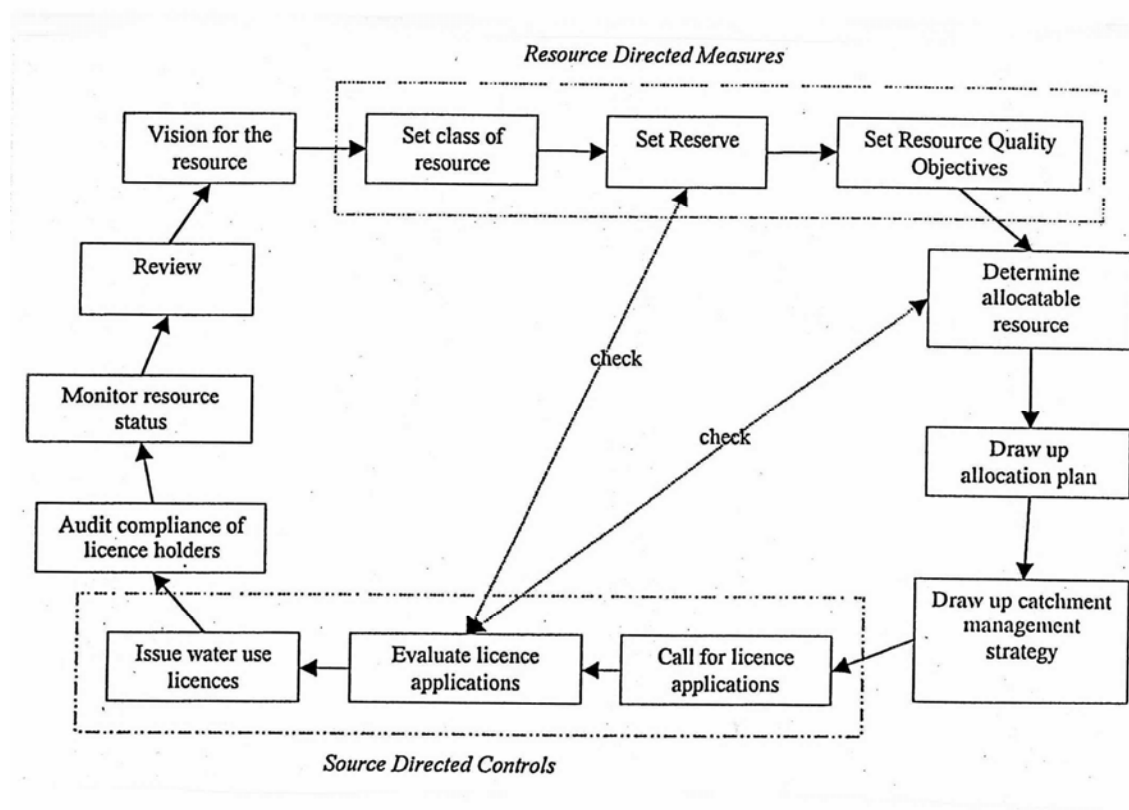 Resource Directed Measures
Vision for the
resource
Set class of
resource
Set Reserve
Set Resource Quality
Objectives
Determine
allocatable
resource
Draw up
allocation plan
Draw up catchment
management
strategy
Call for licence
applications
Evaluate licence
applications
Issue water use
licences
Source Directed Controls
Audit compliance of
licence holders
Monitor resource
status
Review
check
check